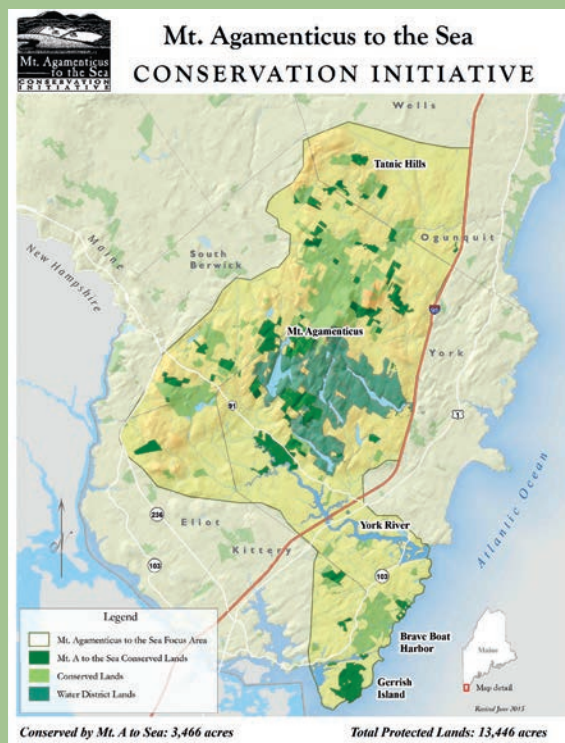 Mt. Agamenticus
to the Sea
CONSERVATION
INITIATIVE
Mt. Agamenticus to the Sea
CONSERVATION INITIATIVE
Wells
Tatnic Hills
Ogunquit
Maine
New Hampshire
South
Berwick
95
Mt. Agamenticus
York
91
1
Atlantic Ocean
236
Eliot
York River
N
Kittery
103
103
Legend
Mt. Agamenticus to the Sea Focus Area
Mt. A to the Sea Conserved Lands
Conserved Lands
Water District Lands
Brave Boat
Harbor
Gerrish
Island
Maine
Map detail
Revised June 2015
Conserved by Mt. A to Sea: 3,466 acres
Total Protected Lands: 13,446 acres